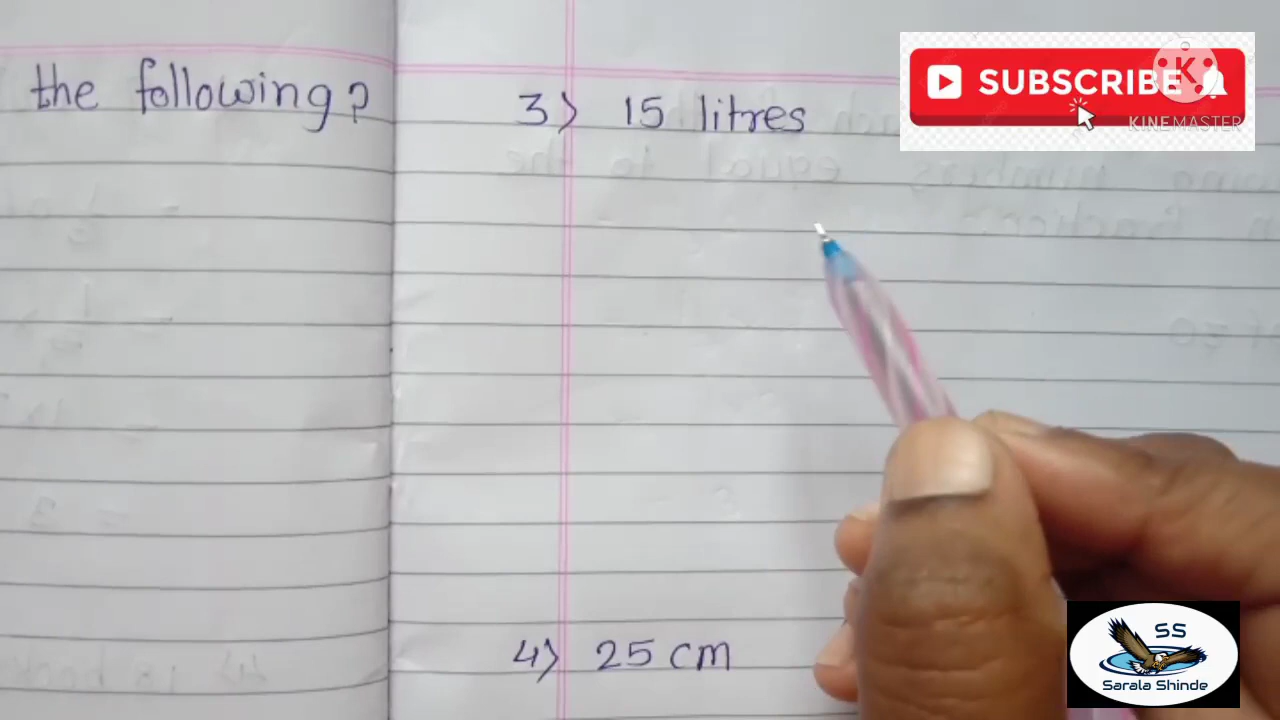 the following?
3) 15 litres
4) 25 cm
SUBSCRIBE
KINEMASTER
SS
Sarala Shinde